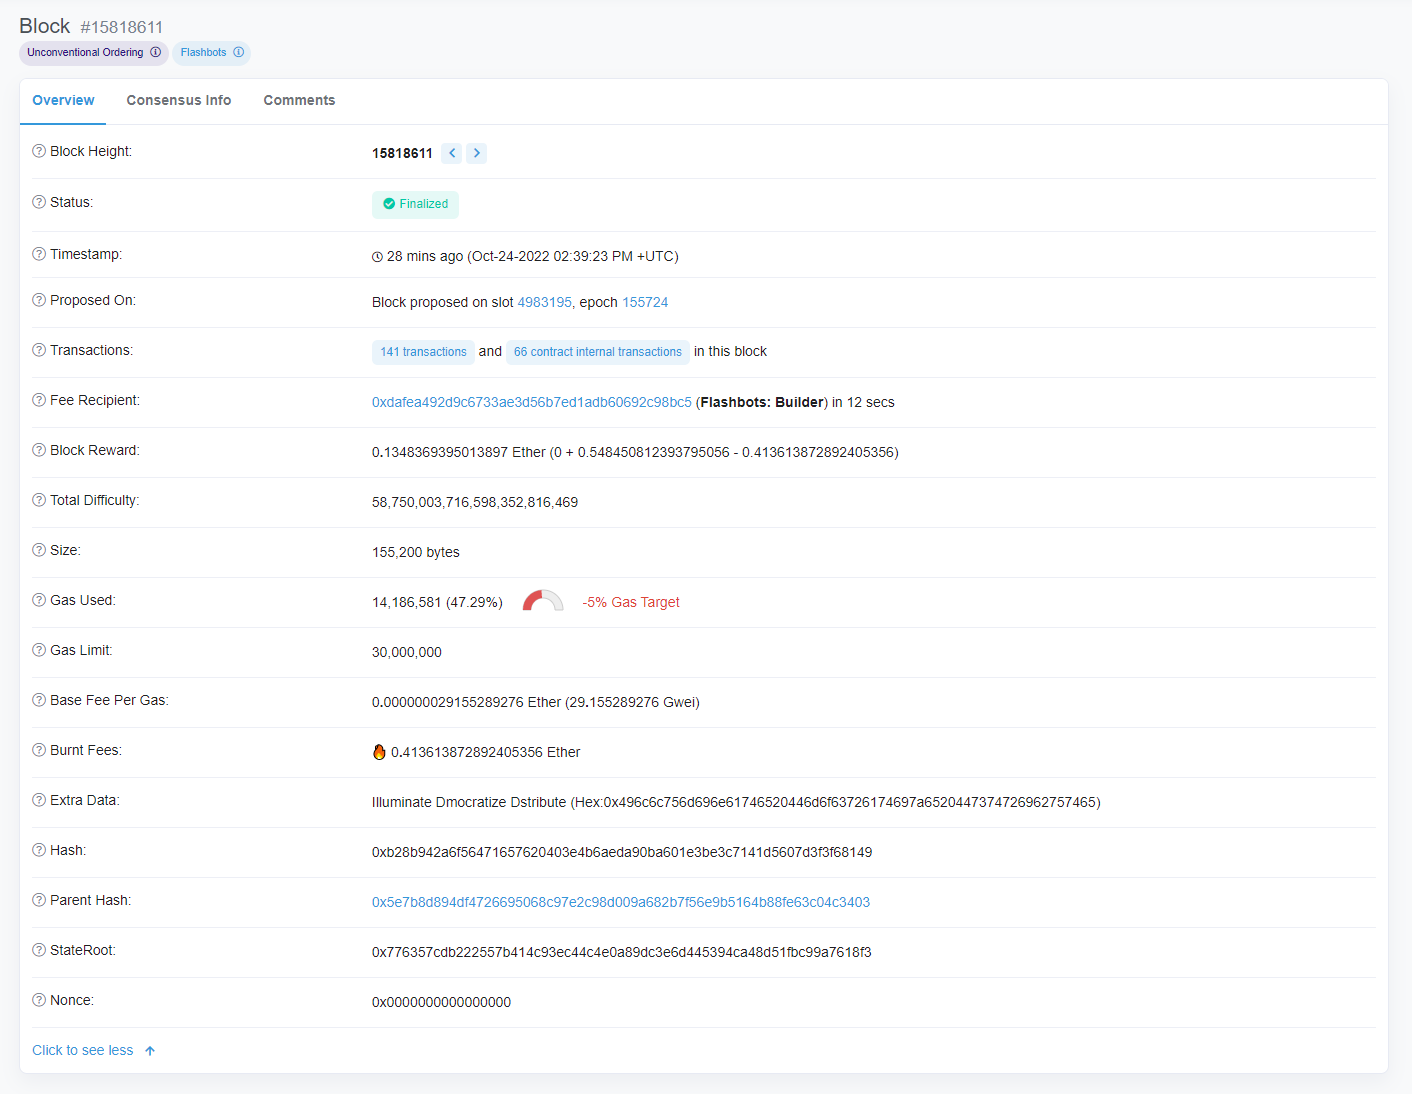 Block #15818611
Unconventional Ordering Flashbots
Overview Consensus Info Comments
Block Height: 15818611
Status: Finalized
Timestamp: 28 mins ago (Oct-24-2022 02:39:23 PM +UTC)
Proposed On: Block proposed on slot 4983195, epoch 155724
Transactions: 141 transactions and 66 contract internal transactions in this block
Fee Recipient: 0xdafea492d9c6733ae3d56b7ed1adb60692c98bc5 (Flashbots: Builder) in 12 secs
Block Reward: 0.1348369395013897 Ether (0 + 0.548450812393795056 - 0.413613872892405356)
Total Difficulty: 58,750,003,716,598,352,816,469
Size: 155,200 bytes
Gas Used: 14,186,581 (47.29%) -5% Gas Target
Gas Limit: 30,000,000
Base Fee Per Gas: 0.000000029155289276 Ether (29.155289276 Gwei)
Burnt Fees: 0.413613872892405356 Ether
Extra Data: Illuminate Dmocratize Dstribute (Hex:0x496c6c756d696e61746520446d6f63726174697a6520447374726962757465)
Hash: 0xb28b942a6f56471657620403e4b6aeda90ba601e3be3c7141d5607d3f3f68149
Parent Hash: 0x5e7b8d894df4726695068c97e2c98d009a682b7f56e9b5164b88fe63c04c3403
StateRoot: 0x776357cdb222557b414c93ec44c4e0a89dc3e6d445394ca48d51fbc99a7618f3
Nonce: 0x0000000000000000
Click to see less